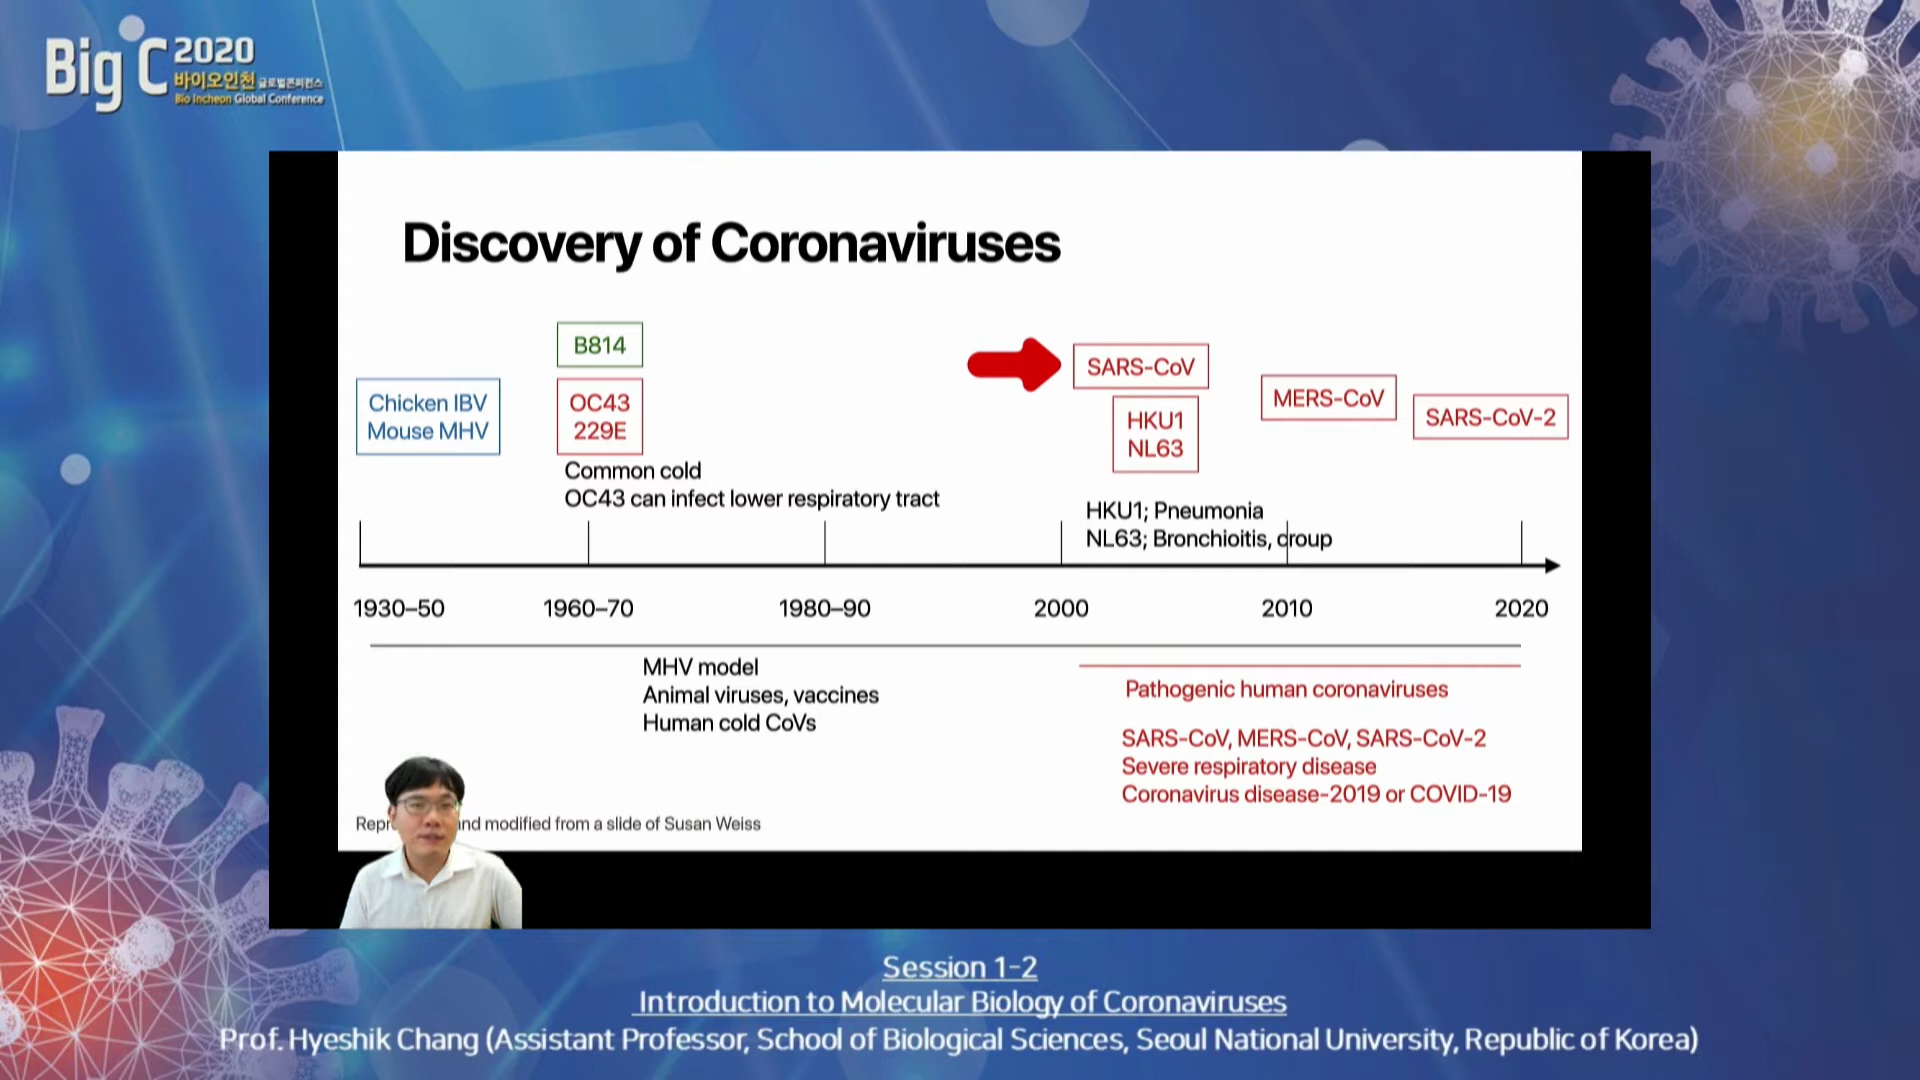 Big C 2020
바이오인천 글로벌콘퍼런스
Bio Incheon Global Conference
Discovery of Coronaviruses
B814
Chicken IBV
Mouse MHV
OC43
229E
Common cold
OC43 can infect lower respiratory tract
SARS-CoV
HKU1
NL63
MERS-CoV
SARS-CoV-2
HKU1; Pneumonia
NL63; Bronchioitis, croup
1930–50
1960–70
1980–90
2000
2010
2020
MHV model
Animal viruses, vaccines
Human cold CoVs
Pathogenic human coronaviruses
SARS-CoV, MERS-CoV, SARS-CoV-2
Severe respiratory disease
Coronavirus disease-2019 or COVID-19
modified from a slide of Susan Weiss
Session 1-2
Introduction to Molecular Biology of Coronaviruses
Prof. Hyeshik Chang (Assistant Professor, School of Biological Sciences, Seoul National University, Republic of Korea)